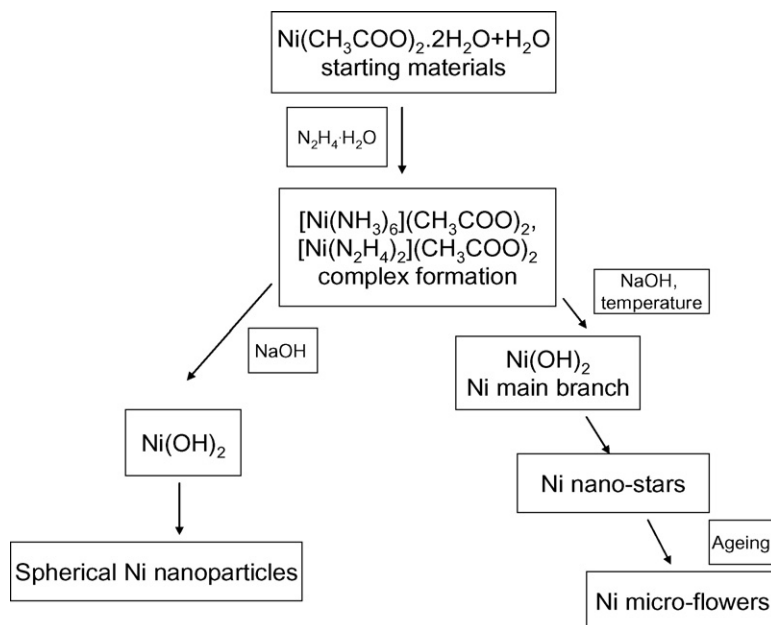 Ni(CH₃COO)₂.2H₂O+H₂O
starting materials
N₂H₄·H₂O
[Ni(NH₃)₆](CH₃COO)₂,
[Ni(N₂H₄)₂](CH₃COO)₂
complex formation
NaOH,
temperature
NaOH
Ni(OH)₂
Ni main branch
Ni(OH)₂
Ni nano-stars
Ageing
Spherical Ni nanoparticles
Ni micro-flowers